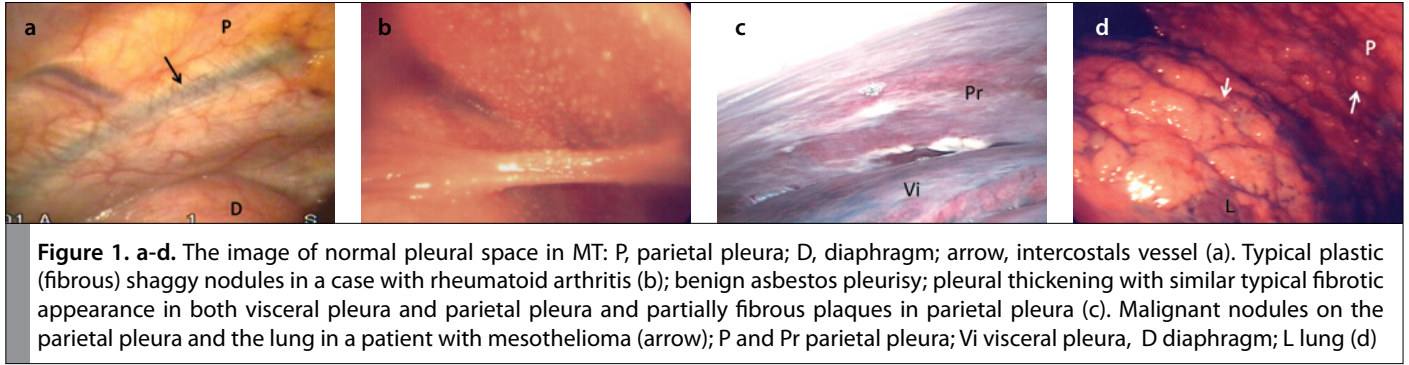 a
P
D
01 A 1 S
b
c
Pr
Vi
d
P
L
Figure 1. a-d. The image of normal pleural space in MT: P, parietal pleura; D, diaphragm; arrow, intercostals vessel (a). Typical plastic
(fibrous) shaggy nodules in a case with rheumatoid arthritis (b); benign asbestos pleurisy; pleural thickening with similar typical fibrotic
appearance in both visceral pleura and parietal pleura and partially fibrous plaques in parietal pleura (c). Malignant nodules on the
parietal pleura and the lung in a patient with mesothelioma (arrow); P and Pr parietal pleura; Vi visceral pleura, D diaphragm; L lung (d)